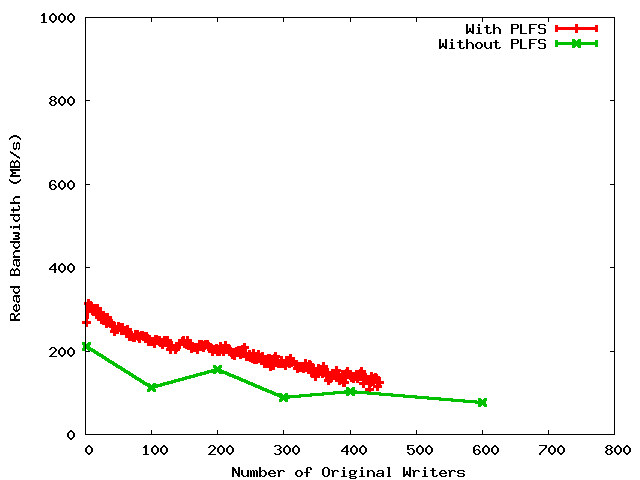 1000
800
600
400
200
0
Read Bandwidth (MB/s)
With PLFS
Without PLFS
0 100 200 300 400 500 600 700 800
Number of Original Writers